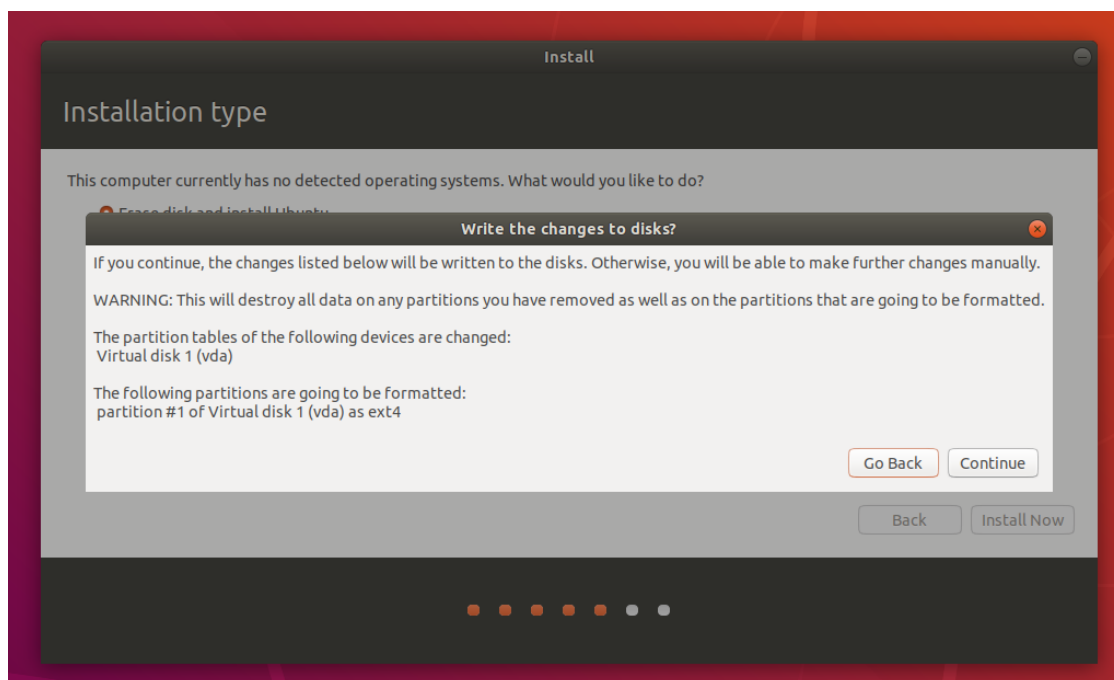 Install
Installation type
This computer currently has no detected operating systems. What would you like to do?
Erase disk and install Ubuntu
Write the changes to disks?
If you continue, the changes listed below will be written to the disks. Otherwise, you will be able to make further changes manually.
WARNING: This will destroy all data on any partitions you have removed as well as on the partitions that are going to be formatted.
The partition tables of the following devices are changed:
Virtual disk 1 (vda)
The following partitions are going to be formatted:
partition #1 of Virtual disk 1 (vda) as ext4
Go Back Continue
Back Install Now